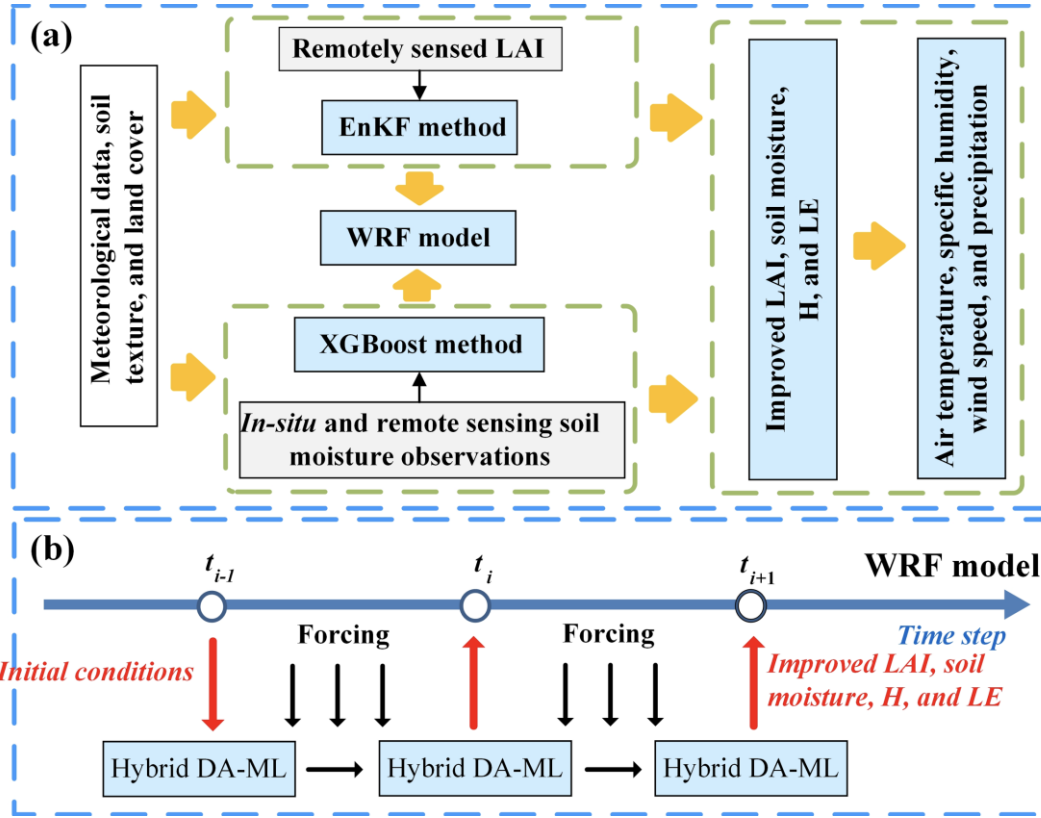 (a)
Meteorological data, soil
texture, and land cover
Remotely sensed LAI
EnKF method
WRF model
XGBoost method
In-situ and remote sensing soil
moisture observations
Improved LAI, soil moisture,
H, and LE
Air temperature, specific humidity,
wind speed, and precipitation
(b)
t i-1
t i
t i+1
WRF model
Time step
Forcing
Forcing
Initial conditions
Improved LAI, soil
moisture, H, and LE
Hybrid DA-ML
Hybrid DA-ML
Hybrid DA-ML